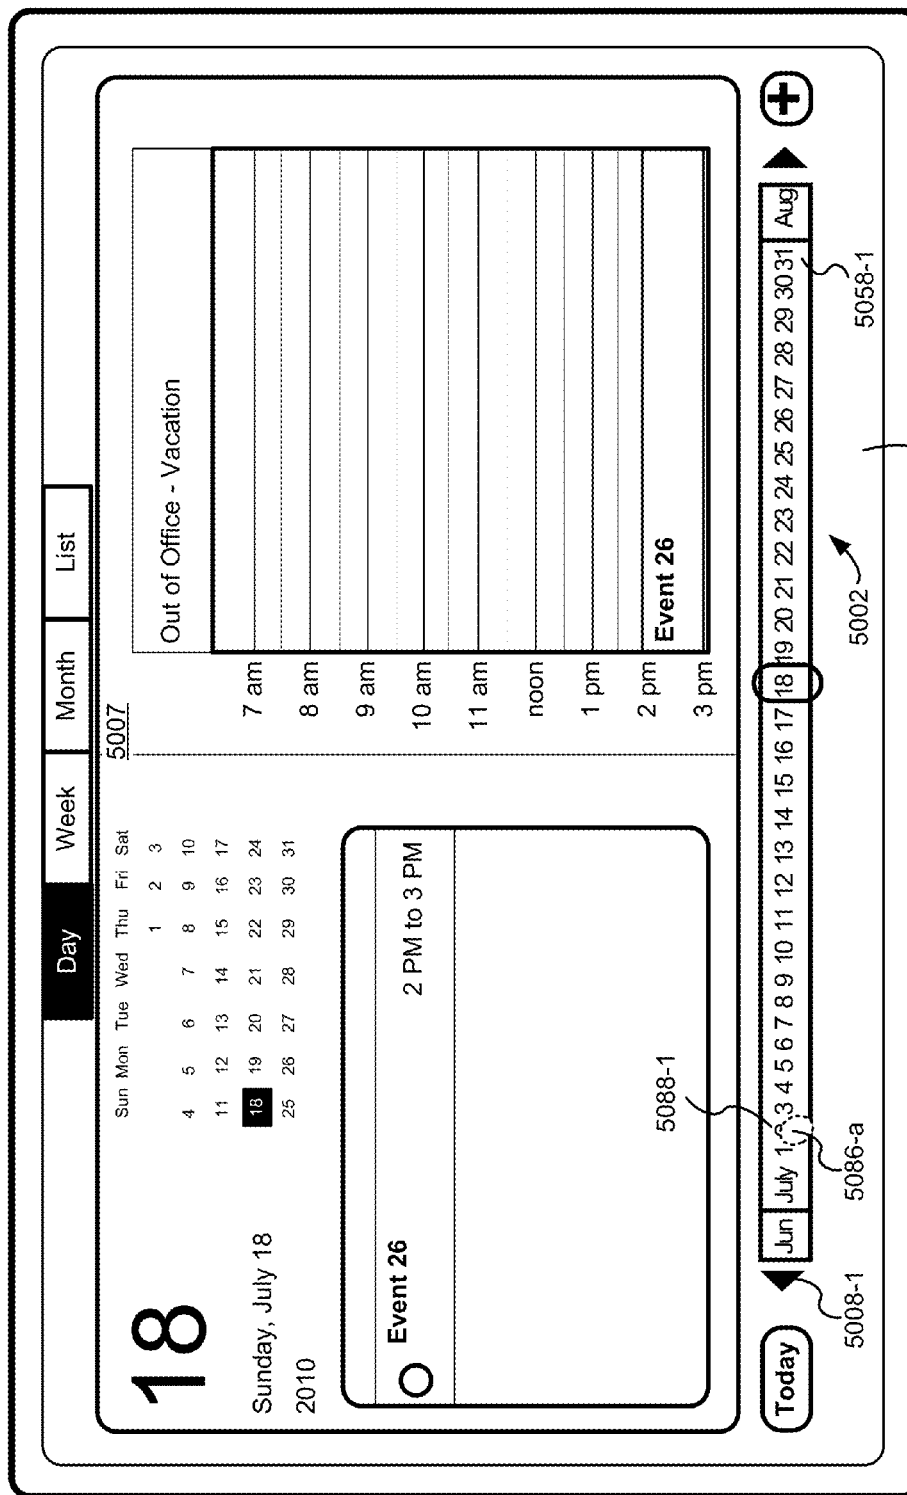 Day Week Month List
5007
18
Sunday, July 18
2010
Sun Mon Tue Wed Thu Fri Sat
1 2 3
4 5 6 7 8 9 10
11 12 13 14 15 16 17
18 19 20 21 22 23 24
25 26 27 28 29 30 31
Event 26 2 PM to 3 PM
Out of Office - Vacation
7 am
8 am
9 am
10 am
11 am
noon
1 pm
2 pm
Event 26
3 pm
5088-1
Today Jun July 1 2 3 4 5 6 7 8 9 10 11 12 13 14 15 16 17 18 19 20 21 22 23 24 25 26 27 28 29 30 31 Aug +
5008-1
5086-a
5002
5058-1